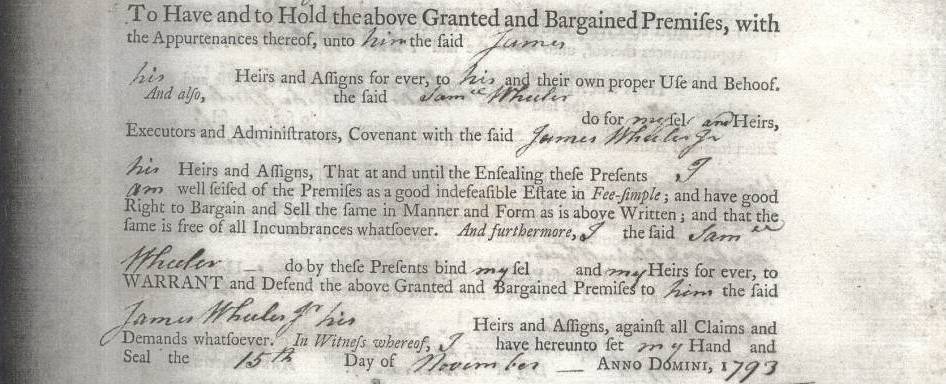 To Have and to Hold the above Granted and Bargained Premiſes, with
the Appurtenances thereof, unto him the ſaid James
his Heirs and Aſſigns for ever, to his and their own proper Uſe and Behoof.
And alſo, the ſaid Sam.ˡˡ Wheeler
do for my ſel and Heirs,
Executors and Adminiſtrators, Covenant with the ſaid James Wheeler Jr
his Heirs and Aſſigns, That at and until the Enſealing theſe Preſents I
am well ſeiſed of the Premiſes as a good indefeaſible Eſtate in Fee-ſimple; and have good
Right to Bargain and Sell the ſame in Manner and Form as is above Written; and that the
ſame is free of all Incumbrances whatſoever. And furthermore, I the ſaid Sam.ˡˡ
Wheeler do by theſe Preſents bind my ſel and my Heirs for ever, to
WARRANT and Defend the above Granted and Bargained Premiſes to him the ſaid
James Wheeler Jr his Heirs and Aſſigns, againſt all Claims and
Demands whatſoever. In Witneſs whereof, I have hereunto ſet my Hand and
Seal the 15th Day of November — ANNO DOMINI, 1793